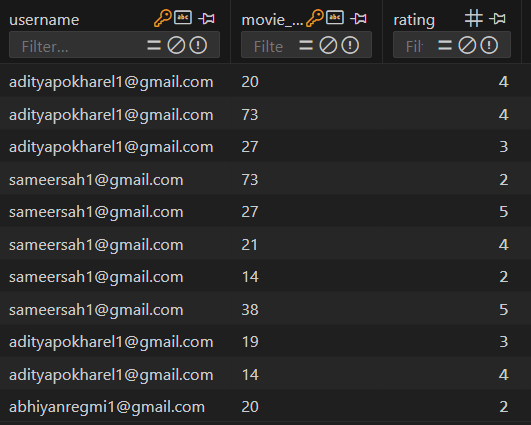 username abc movie_... abc rating
Filter... Filte Fil
adityapokharel1@gmail.com 20 4
adityapokharel1@gmail.com 73 4
adityapokharel1@gmail.com 27 3
sameersah1@gmail.com 73 2
sameersah1@gmail.com 27 5
sameersah1@gmail.com 21 4
sameersah1@gmail.com 14 2
sameersah1@gmail.com 38 5
adityapokharel1@gmail.com 19 3
adityapokharel1@gmail.com 14 4
abhiyanregmi1@gmail.com 20 2